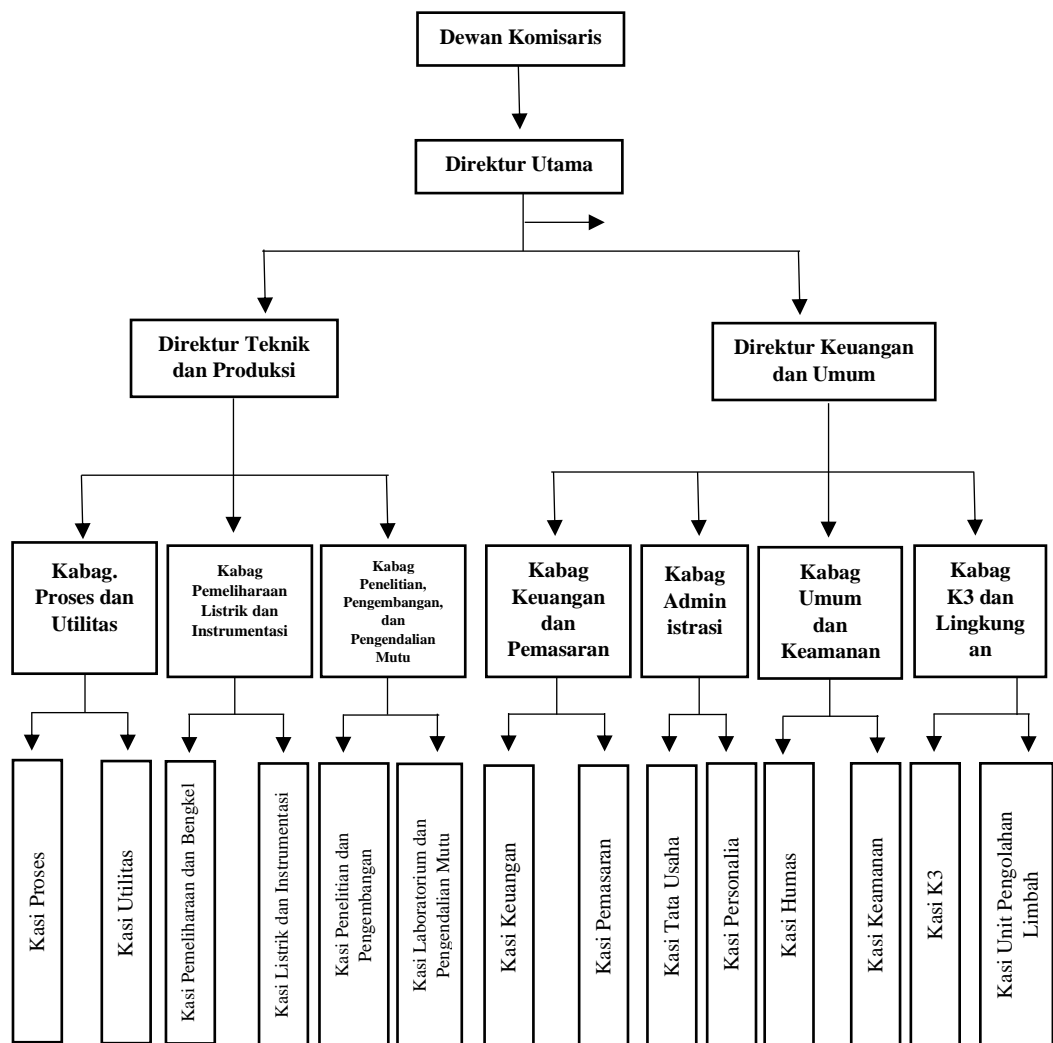 Dewan Komisaris
Direktur Utama
Direktur Teknik
dan Produksi
Direktur Keuangan
dan Umum
Kabag.
Proses dan
Utilitas
Kabag
Pemeliharaan
Listrik dan
Instrumentasi
Kabag
Penelitian,
Pengembangan,
dan
Pengendalian
Mutu
Kabag
Keuangan
dan
Pemasaran
Kabag
Admin
istrasi
Kabag
Umum
dan
Keamanan
Kabag
K3 dan
Lingkung
an
Kasi Proses
Kasi Utilitas
Kasi Pemeliharaan dan Bengkel
Kasi Listrik dan Instrumentasi
Kasi Penelitian dan
Pengembangan
Kasi Laboratorium dan
Pengendalian Mutu
Kasi Keuangan
Kasi Pemasaran
Kasi Tata Usaha
Kasi Personalia
Kasi Humas
Kasi Keamanan
Kasi K3
Kasi Unit Pengolahan
Limbah